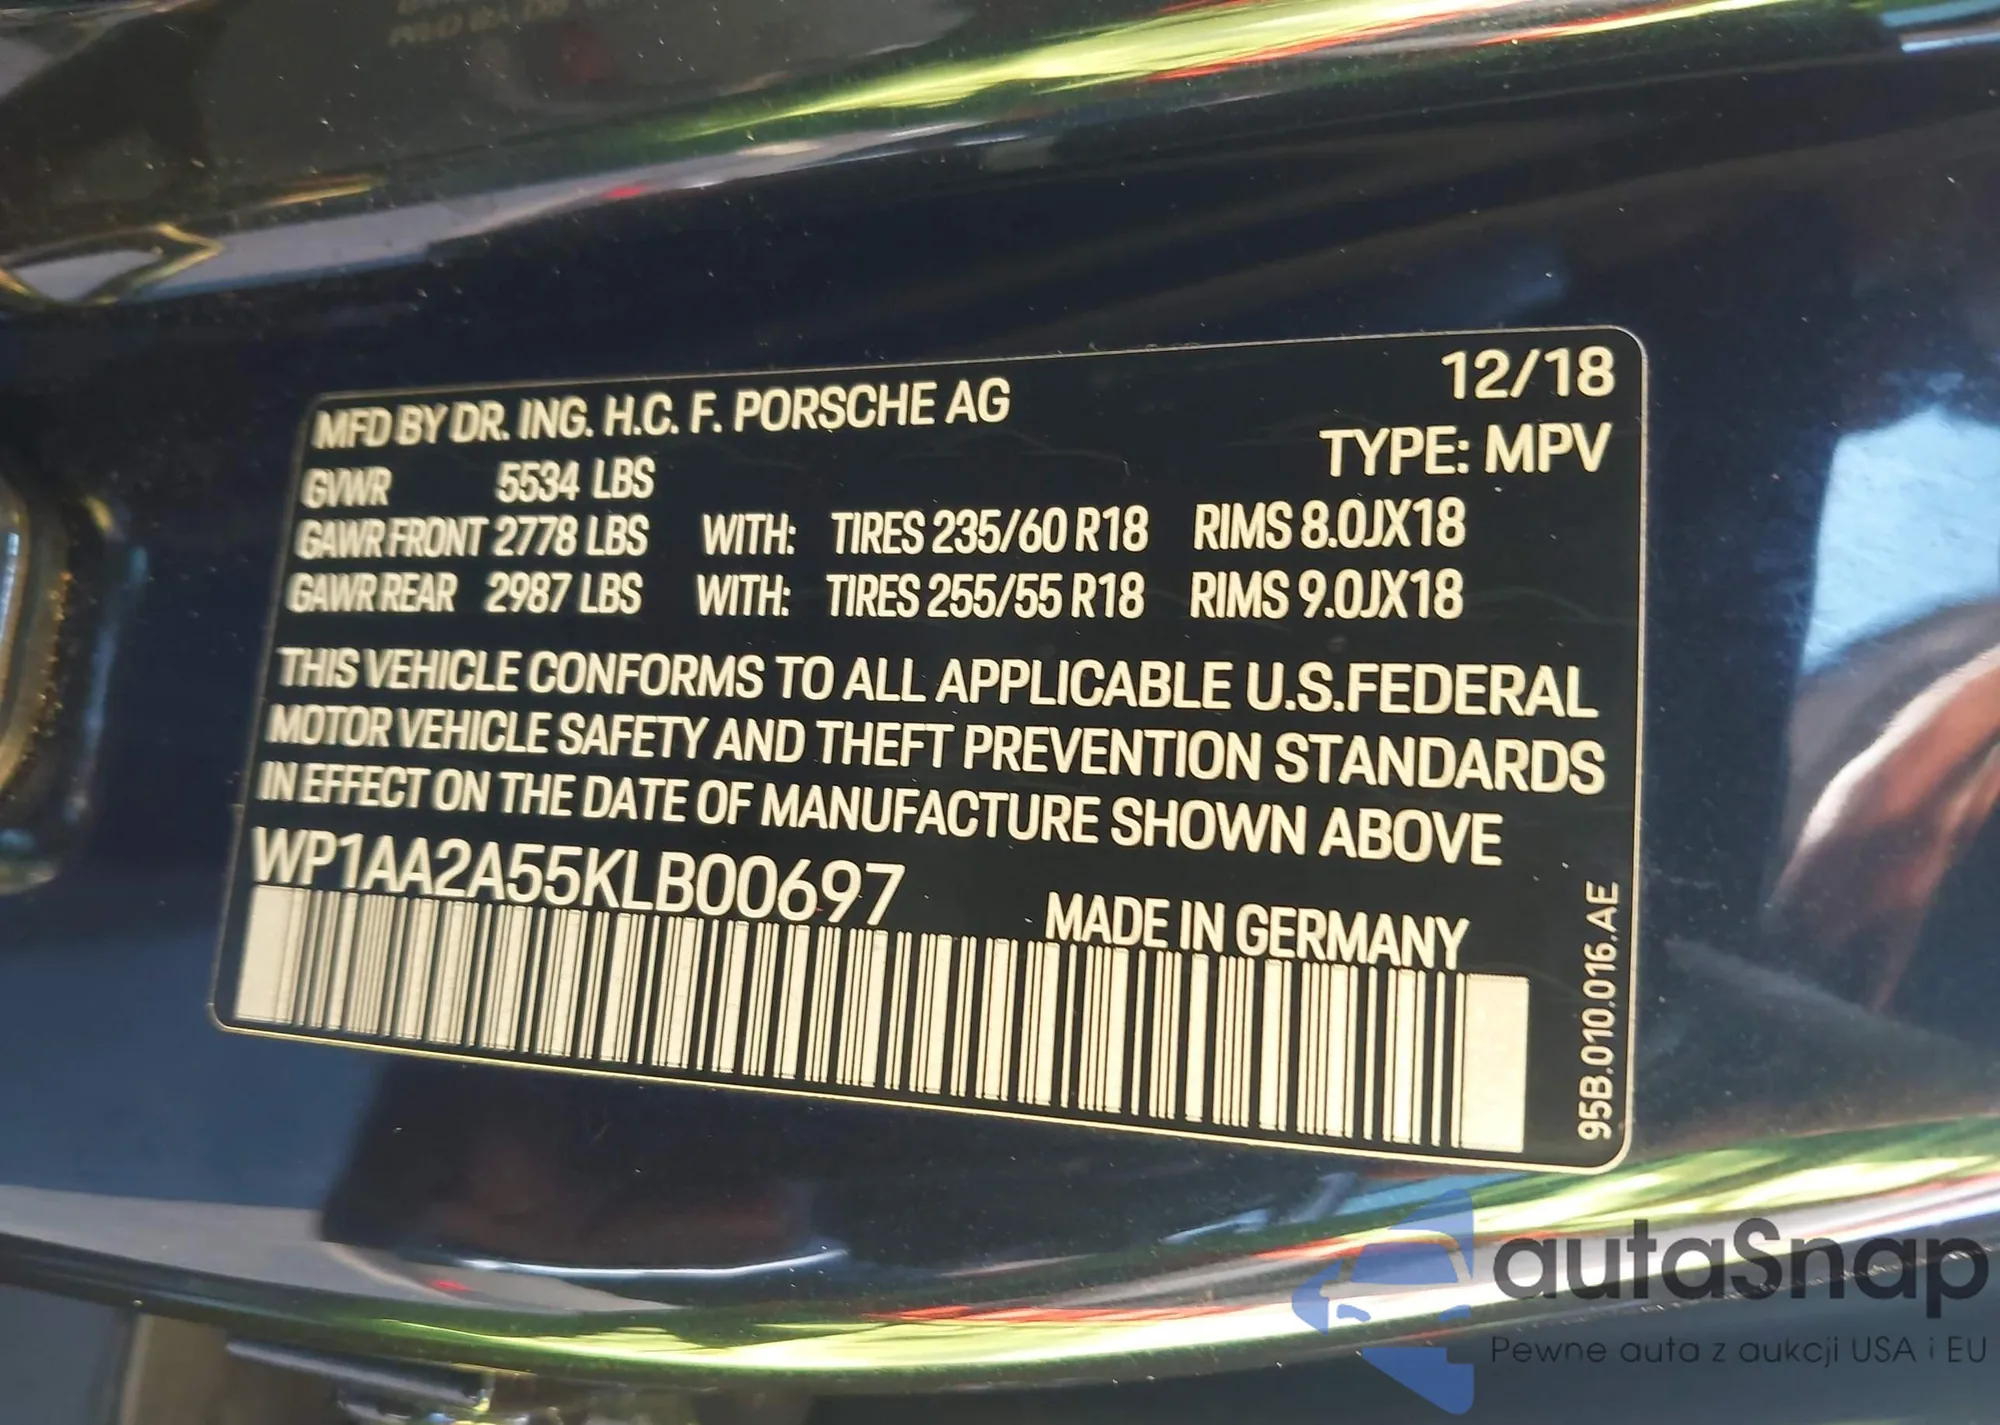 MFD BY DR. ING. H.C. F. PORSCHE AG 12/18
TYPE: MPV
GVWR 5534 LBS
GAWR FRONT 2778 LBS WITH: TIRES 235/60 R18 RIMS 8.0JX18
GAWR REAR 2987 LBS WITH: TIRES 255/55 R18 RIMS 9.0JX18
THIS VEHICLE CONFORMS TO ALL APPLICABLE U.S.FEDERAL
MOTOR VEHICLE SAFETY AND THEFT PREVENTION STANDARDS
IN EFFECT ON THE DATE OF MANUFACTURE SHOWN ABOVE
WP1AA2A55KLB00697
MADE IN GERMANY
95B.010.016.AE
autaSnap
Pewne auta z aukcji USA i EU